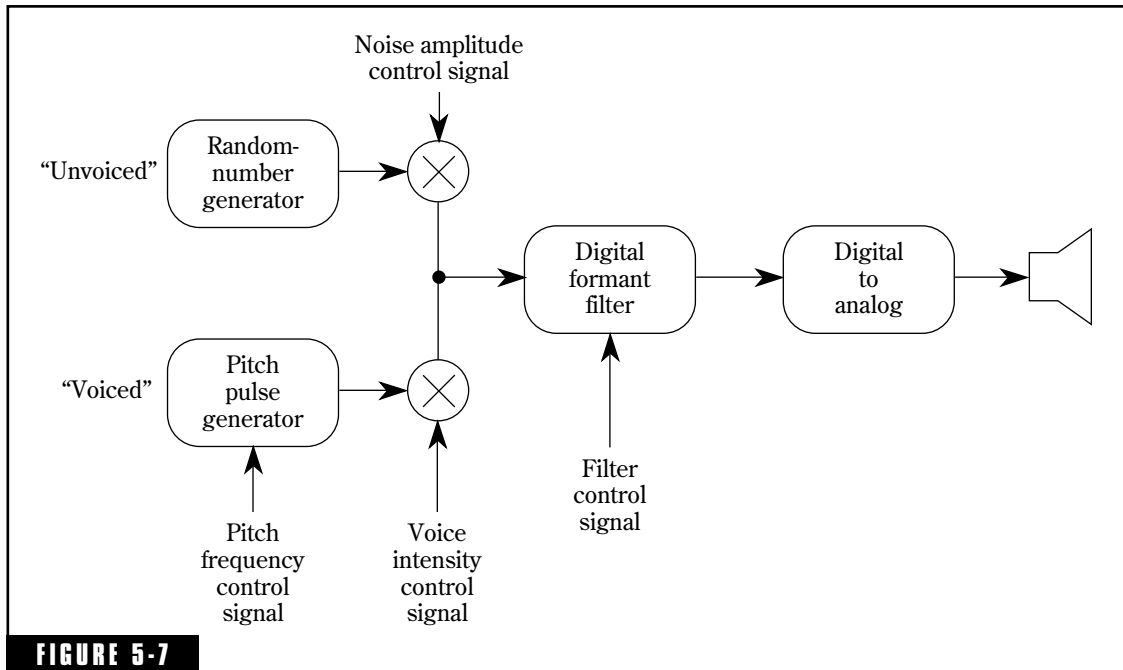 Noise amplitude
control signal
“Unvoiced”
Random-
number
generator
Digital
formant
filter
Digital
to
analog
“Voiced”
Pitch
pulse
generator
Filter
control
signal
Pitch
frequency
control
signal
Voice
intensity
control
signal
FIGURE 5-7